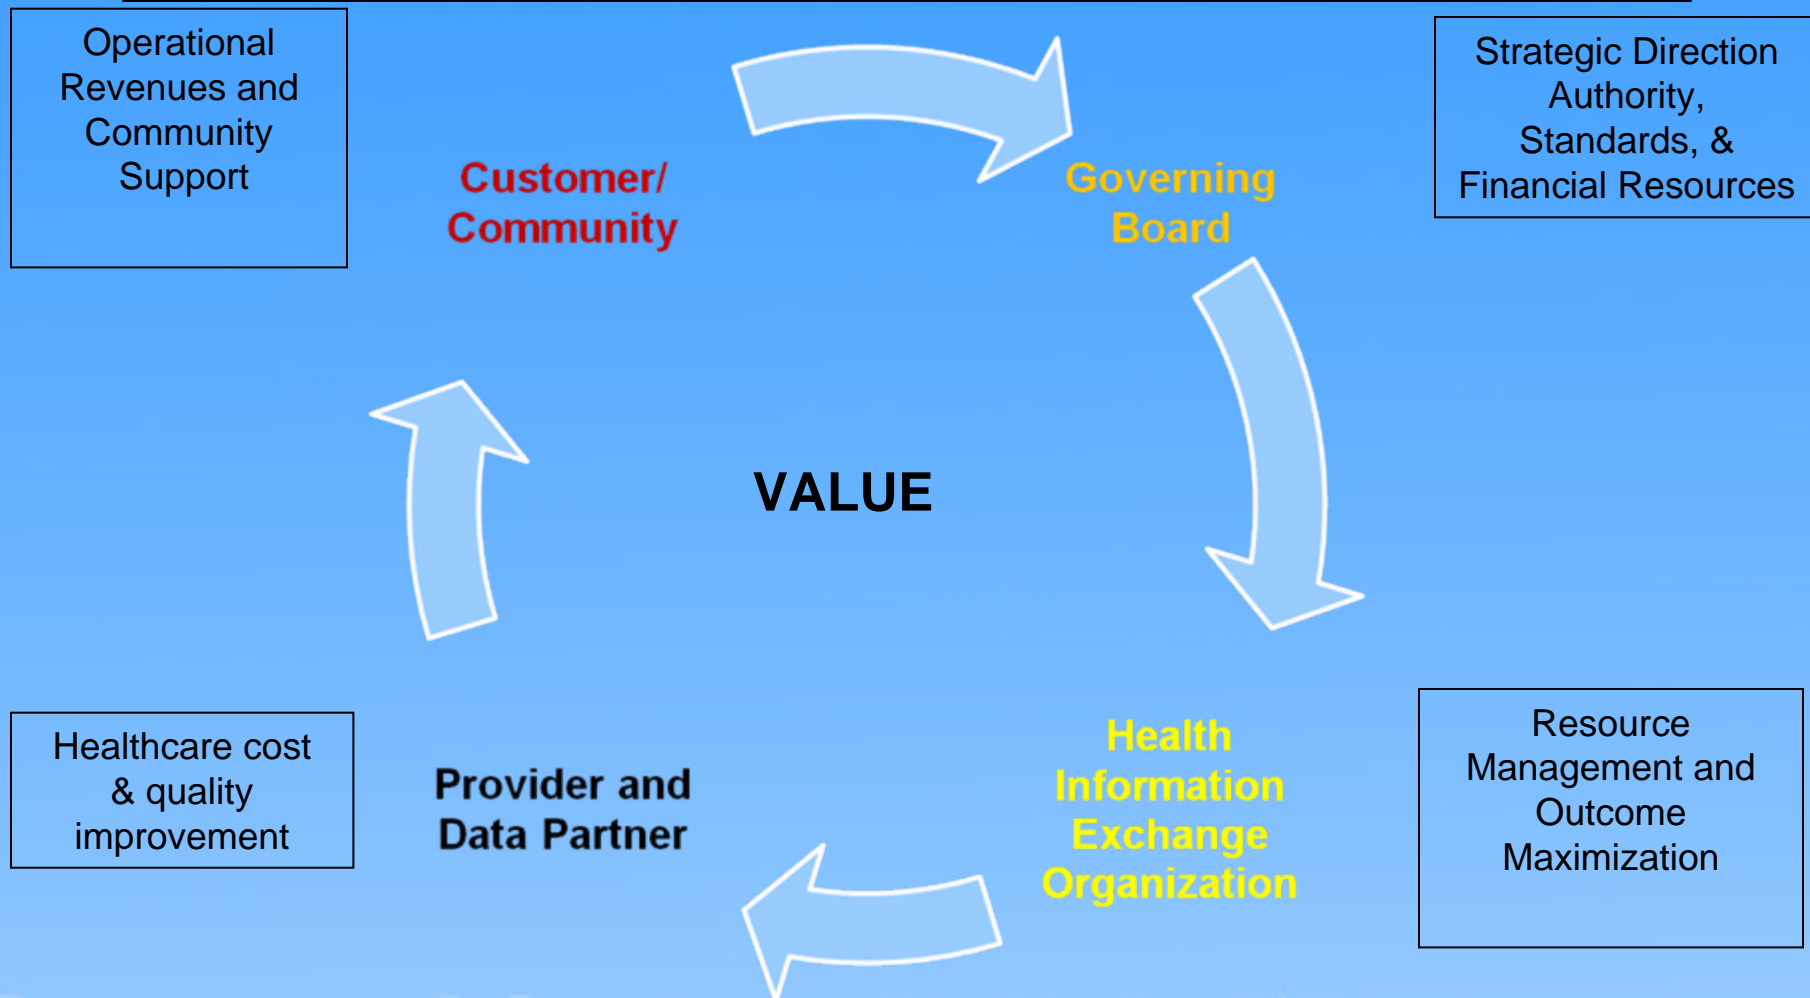 Operational
Revenues and
Community
Support
Customer/
Community
Governing
Board
Strategic Direction
Authority,
Standards, &
Financial Resources
VALUE
Healthcare cost
& quality
improvement
Provider and
Data Partner
Health
Information
Exchange
Organization
Resource
Management and
Outcome
Maximization